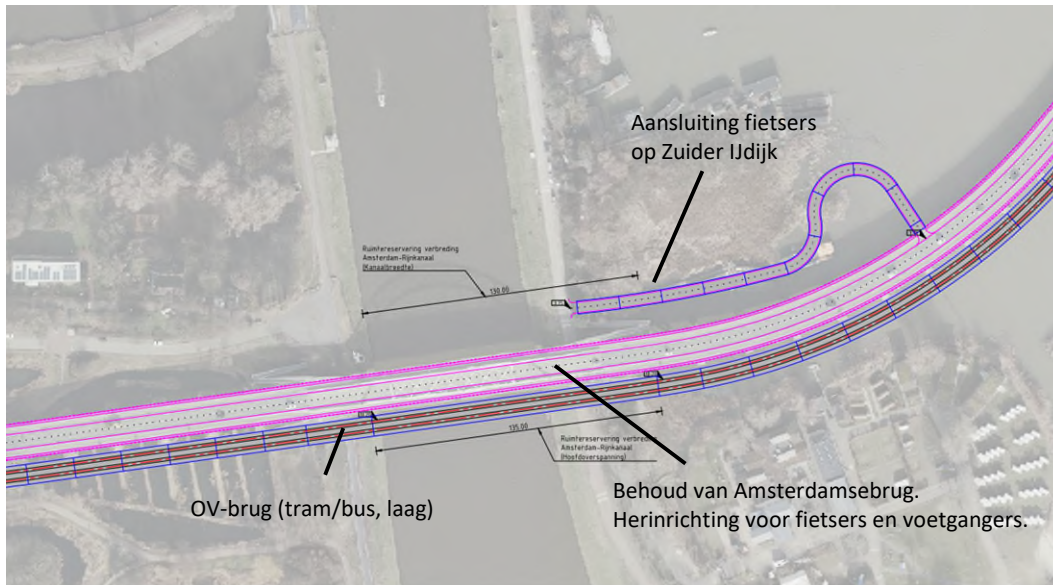 Aansluiting fietsers
op Zuider IJdijk
Ruimtereservering verbreding
Amsterdam-Rijnkanaal
(Kanaalbreedte)
130.00
135.00
Ruimtereservering verbreding
Amsterdam-Rijnkanaal
(Hoofdoverspanning)
OV-brug (tram/bus, laag)
Behoud van Amsterdamsebrug.
Herinrichting voor fietsers en voetgangers.